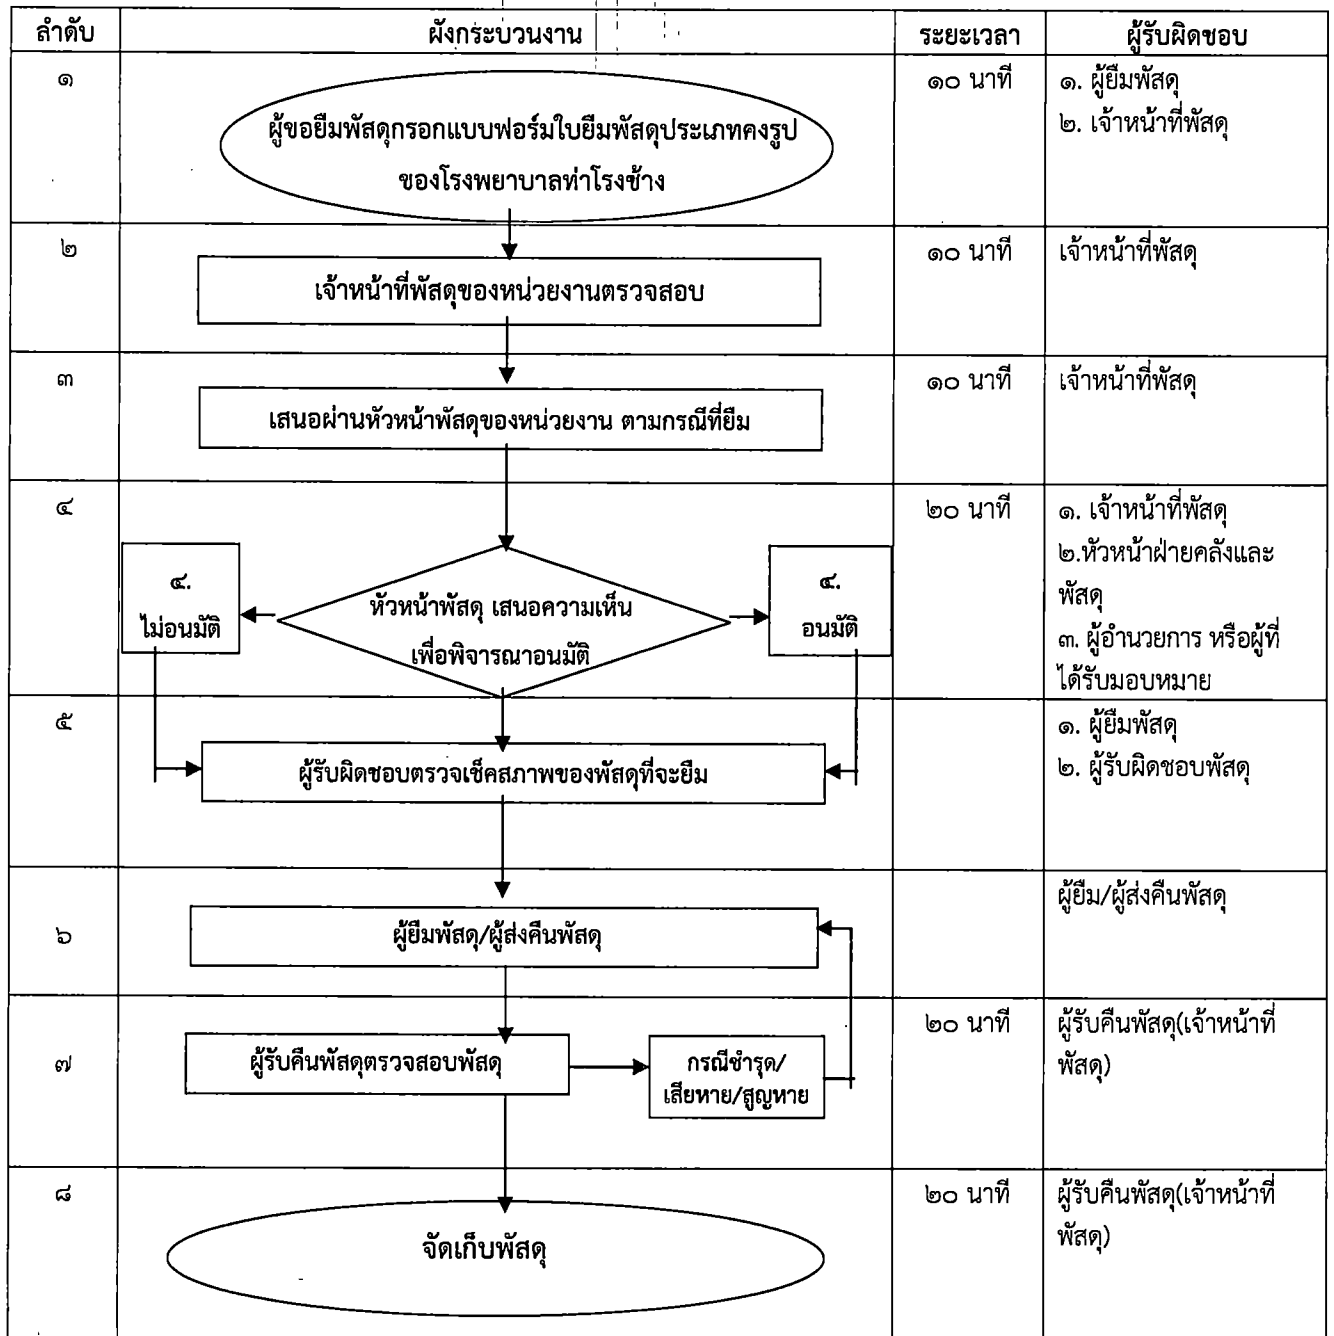 ลำดับ ผังกระบวนงาน ระยะเวลา ผู้รับผิดชอบ
๑ ผู้ขอยืมพัสดุกรอกแบบฟอร์มใบยืมพัสดุประเภทคงรูป
ของโรงพยาบาลท่าโรงช้าง
๑๐ นาที
๑. ผู้ยืมพัสดุ
๒. เจ้าหน้าที่พัสดุ
๒ เจ้าหน้าที่พัสดุของหน่วยงานตรวจสอบ
๑๐ นาที
เจ้าหน้าที่พัสดุ
๓ เสนอผ่านหัวหน้าพัสดุของหน่วยงาน ตามกรณีที่ยืม
๑๐ นาที
เจ้าหน้าที่พัสดุ
๔
๔.
ไม่อนมัติ
หัวหน้าพัสดุ เสนอความเห็น
เพื่อพิจารณาอนมัติ
๔.
อนมัติ
๒๐ นาที
๑. เจ้าหน้าที่พัสดุ
๒.หัวหน้าฝ่ายคลังและ
พัสดุ
๓. ผู้อำนวยการ หรือผู้ที่
ได้รับมอบหมาย
๕ ผู้รับผิดชอบตรวจเช็คสภาพของพัสดุที่จะยืม
๑. ผู้ยืมพัสดุ
๒. ผู้รับผิดชอบพัสดุ
๖ ผู้ยืมพัสดุ/ผู้ส่งคืนพัสดุ
ผู้ยืม/ผู้ส่งคืนพัสดุ
๗ ผู้รับคืนพัสดุตรวจสอบพัสดุ
กรณีชำรุด/
เสียหาย/สูญหาย
๒๐ นาที
ผู้รับคืนพัสดุ(เจ้าหน้าที่
พัสดุ)
๘ จัดเก็บพัสดุ
๒๐ นาที
ผู้รับคืนพัสดุ(เจ้าหน้าที่
พัสดุ)